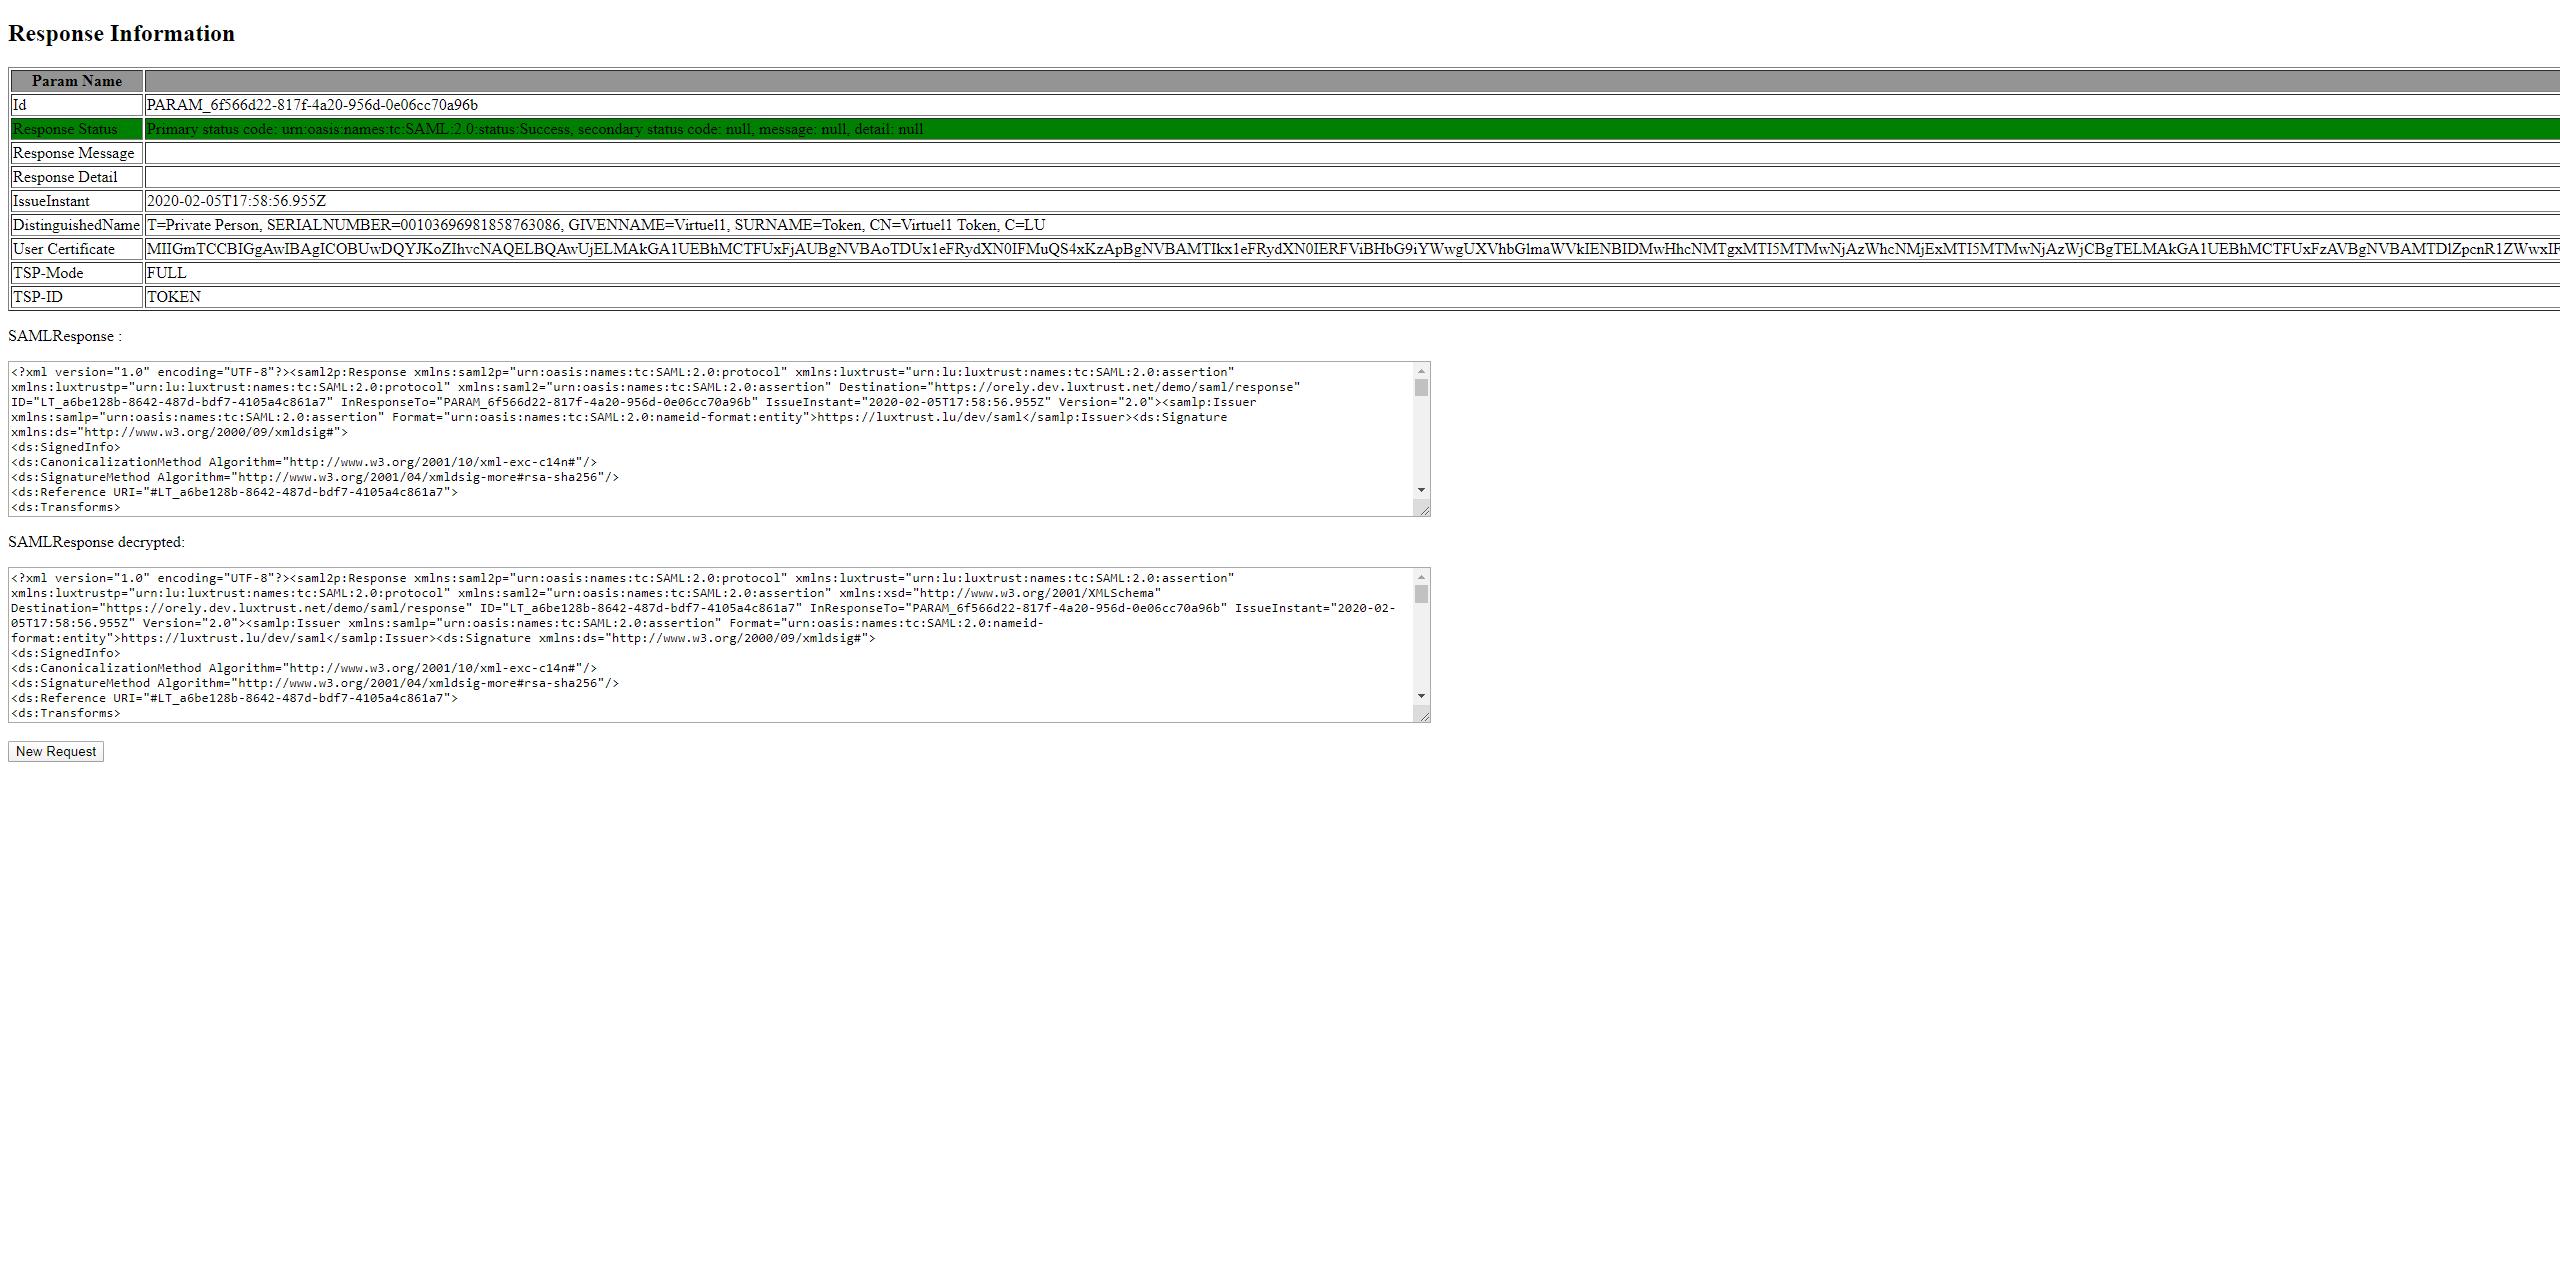 Response Information
Param Name
Id PARAM_6f566d22-817f-4a20-956d-0e06cc70a96b
Response Status Primary status code: urn:oasis:names:tc:SAML:2.0:status:Success, secondary status code: null, message: null, detail: null
Response Message
Response Detail
IssueInstant 2020-02-05T17:58:56.955Z
DistinguishedName T=Private Person, SERIALNUMBER=00103696981858763086, GIVENNAME=Virtuel1, SURNAME=Token, CN=Virtuel1 Token, C=LU
User Certificate MIIGmTCCBIGgAwIBAgICOBUwDQYJKoZIhvcNAQELBQAwUjELMAkGA1UEBhMCTFUxFjAUBgNVBAoTDUx1eFRydXN0IFMuQS4xKzApBgNVBAMTIkx1eFRydXN0IERFViBHbG9iYWwgUXVhbGlmaWVkIENBIDMwHhcNMTgxMTI5MTMwNjAzWhcNMjExMTI5MTMwNjAzWjCBgTELMAkGA1UEBhMCTFUxFzAVBgNVBAMTDlZpcnR1ZWwxIF
TSP-Mode FULL
TSP-ID TOKEN
SAMLResponse :
<?xml version="1.0" encoding="UTF-8"?><saml2p:Response xmlns:saml2p="urn:oasis:names:tc:SAML:2.0:protocol" xmlns:luxtrust="urn:lu:luxtrust:names:tc:SAML:2.0:assertion"
xmlns:luxtrustp="urn:lu:luxtrust:names:tc:SAML:2.0:protocol" xmlns:saml2="urn:oasis:names:tc:SAML:2.0:assertion" Destination="https://orely.dev.luxtrust.net/demo/saml/response"
ID="LT_a6be128b-8642-487d-bdf7-4105a4c861a7" InResponseTo="PARAM_6f566d22-817f-4a20-956d-0e06cc70a96b" IssueInstant="2020-02-05T17:58:56.955Z" Version="2.0"><samlp:Issuer
xmlns:samlp="urn:oasis:names:tc:SAML:2.0:assertion" Format="urn:oasis:names:tc:SAML:2.0:nameid-format:entity">https://luxtrust.lu/dev/saml</samlp:Issuer><ds:Signature
xmlns:ds="http://www.w3.org/2000/09/xmldsig#">
<ds:SignedInfo>
<ds:CanonicalizationMethod Algorithm="http://www.w3.org/2001/10/xml-exc-c14n#"/>
<ds:SignatureMethod Algorithm="http://www.w3.org/2001/04/xmldsig-more#rsa-sha256"/>
<ds:Reference URI="#LT_a6be128b-8642-487d-bdf7-4105a4c861a7">
<ds:Transforms>
SAMLResponse decrypted:
<?xml version="1.0" encoding="UTF-8"?><saml2p:Response xmlns:saml2p="urn:oasis:names:tc:SAML:2.0:protocol" xmlns:luxtrust="urn:lu:luxtrust:names:tc:SAML:2.0:assertion"
xmlns:luxtrustp="urn:lu:luxtrust:names:tc:SAML:2.0:protocol" xmlns:saml2="urn:oasis:names:tc:SAML:2.0:assertion" xmlns:xsd="http://www.w3.org/2001/XMLSchema"
Destination="https://orely.dev.luxtrust.net/demo/saml/response" ID="LT_a6be128b-8642-487d-bdf7-4105a4c861a7" InResponseTo="PARAM_6f566d22-817f-4a20-956d-0e06cc70a96b" IssueInstant="2020-02-
05T17:58:56.955Z" Version="2.0"><samlp:Issuer xmlns:samlp="urn:oasis:names:tc:SAML:2.0:assertion" Format="urn:oasis:names:tc:SAML:2.0:nameid-
format:entity">https://luxtrust.lu/dev/saml</samlp:Issuer><ds:Signature xmlns:ds="http://www.w3.org/2000/09/xmldsig#">
<ds:SignedInfo>
<ds:CanonicalizationMethod Algorithm="http://www.w3.org/2001/10/xml-exc-c14n#"/>
<ds:SignatureMethod Algorithm="http://www.w3.org/2001/04/xmldsig-more#rsa-sha256"/>
<ds:Reference URI="#LT_a6be128b-8642-487d-bdf7-4105a4c861a7">
<ds:Transforms>
New Request